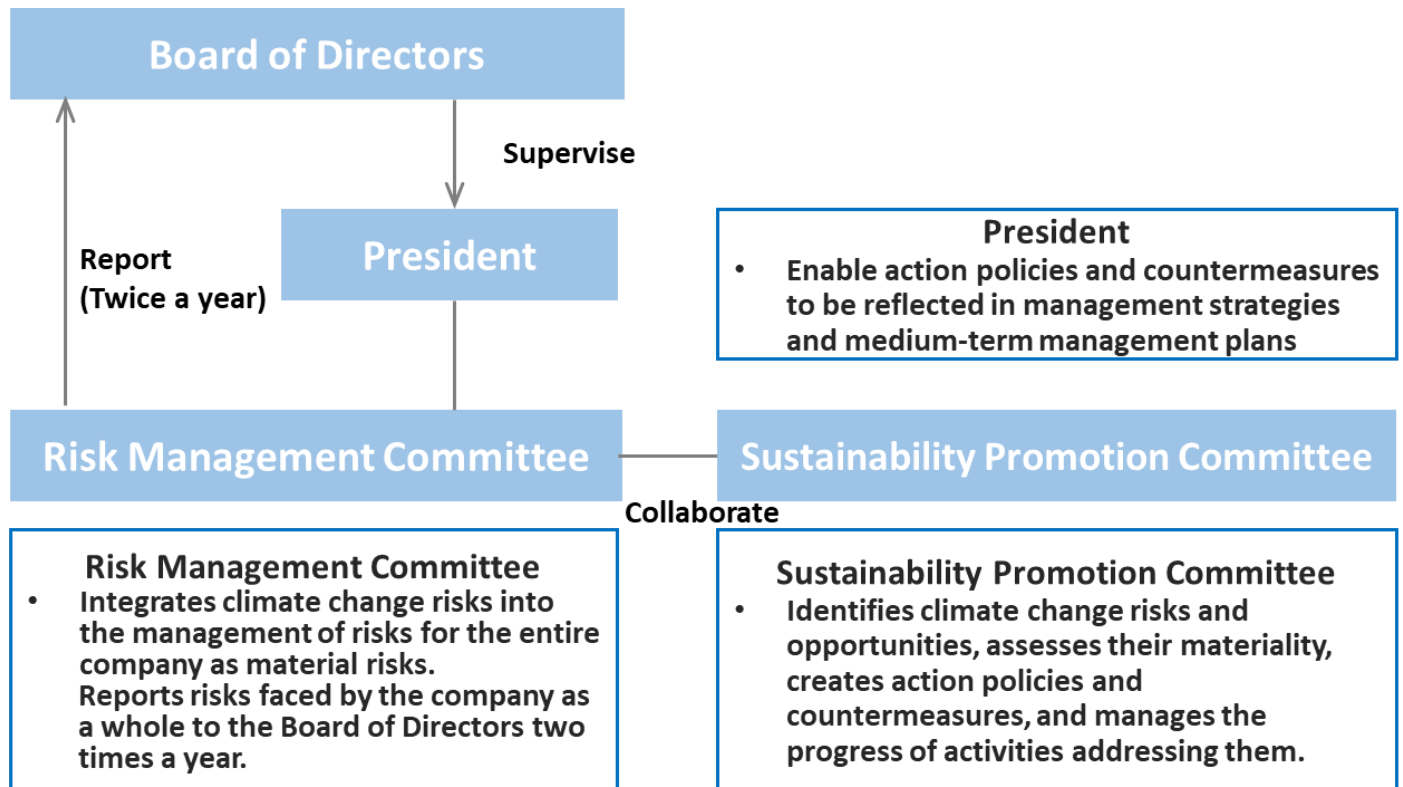 Board of Directors
Supervise
President
Report
(Twice a year)
President
• Enable action policies and countermeasures
to be reflected in management strategies
and medium-term management plans
Risk Management Committee
Sustainability Promotion Committee
Collaborate
Risk Management Committee
• Integrates climate change risks into
the management of risks for the entire
company as material risks.
Reports risks faced by the company as
a whole to the Board of Directors two
times a year.
Sustainability Promotion Committee
• Identifies climate change risks and
opportunities, assesses their materiality,
creates action policies and
countermeasures, and manages the
progress of activities addressing them.